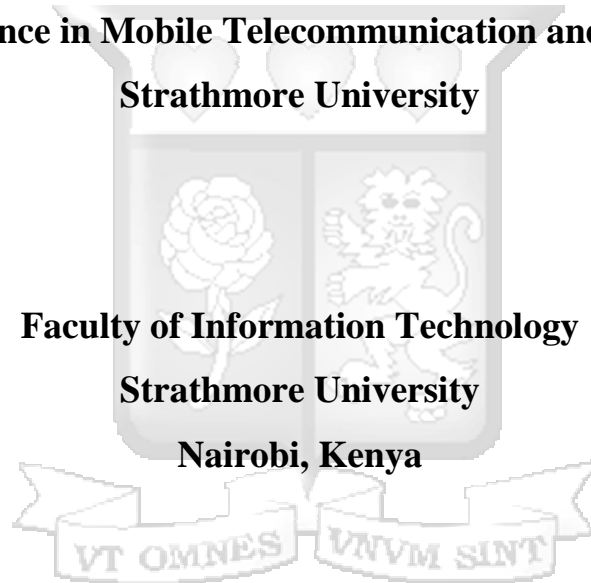 nce in Mobile Telecommunication and
Strathmore University
Faculty of Information Technology
Strathmore University
Nairobi, Kenya
VT OMNES VNVM SINT